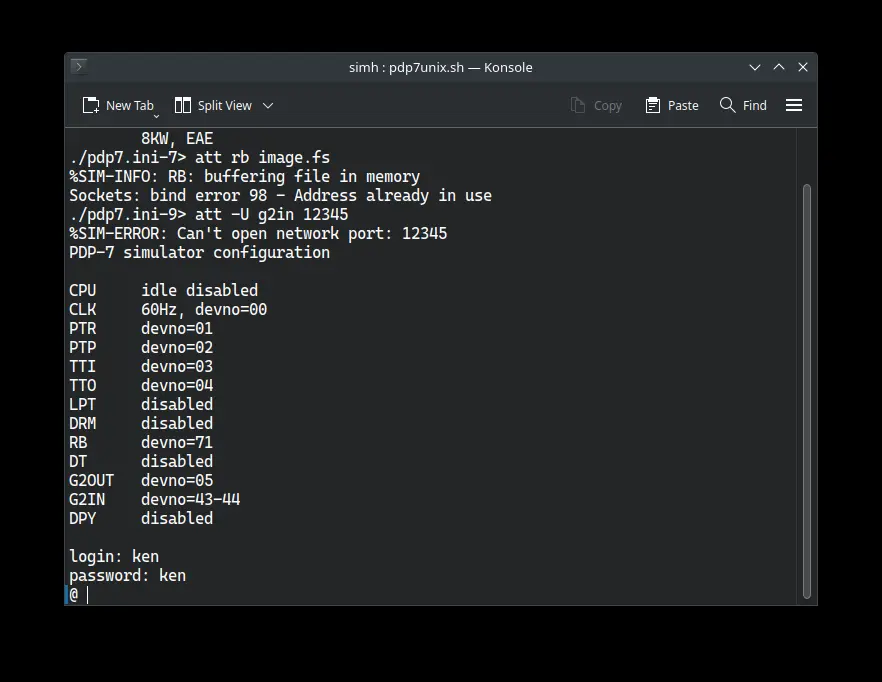 simh : pdp7unix.sh — Konsole
New Tab Split View Copy Paste Find
8KW, EAE
./pdp7.ini-7> att rb image.fs
%SIM-INFO: RB: buffering file in memory
Sockets: bind error 98 - Address already in use
./pdp7.ini-9> att -U g2in 12345
%SIM-ERROR: Can't open network port: 12345
PDP-7 simulator configuration
CPU     idle disabled
CLK     60Hz, devno=00
PTR     devno=01
PTP     devno=02
TTI     devno=03
TTO     devno=04
LPT     disabled
DRM     disabled
RB      devno=71
DT      disabled
G2OUT   devno=05
G2IN    devno=43-44
DPY     disabled
login: ken
password: ken
@